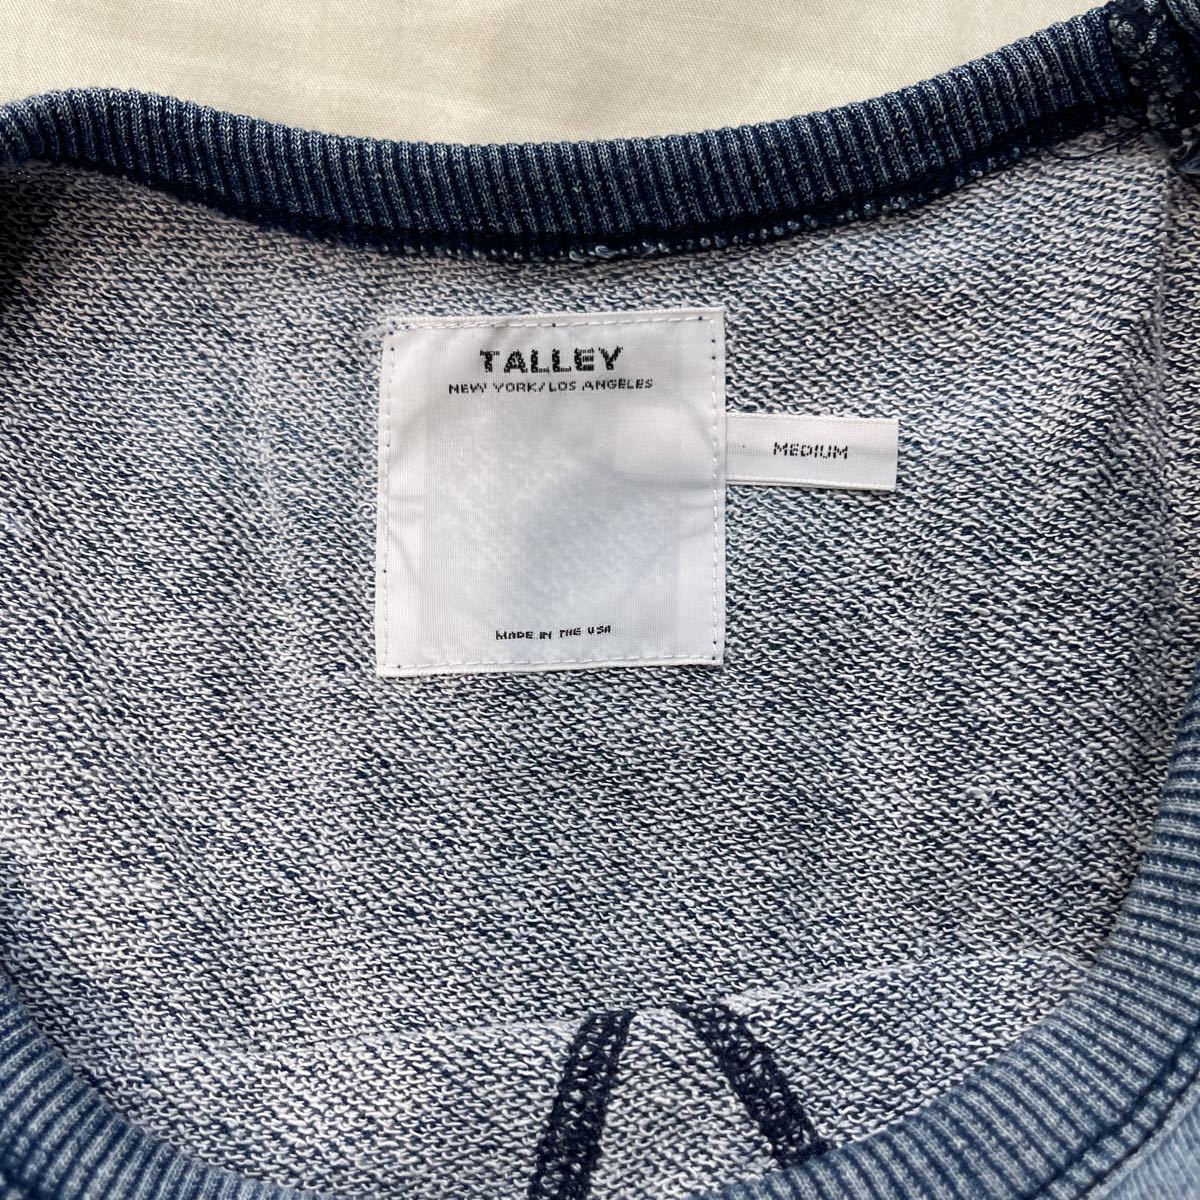 TALLEY
NEW YORK/LOS ANGELES
MEDIUM
MADE IN THE USA